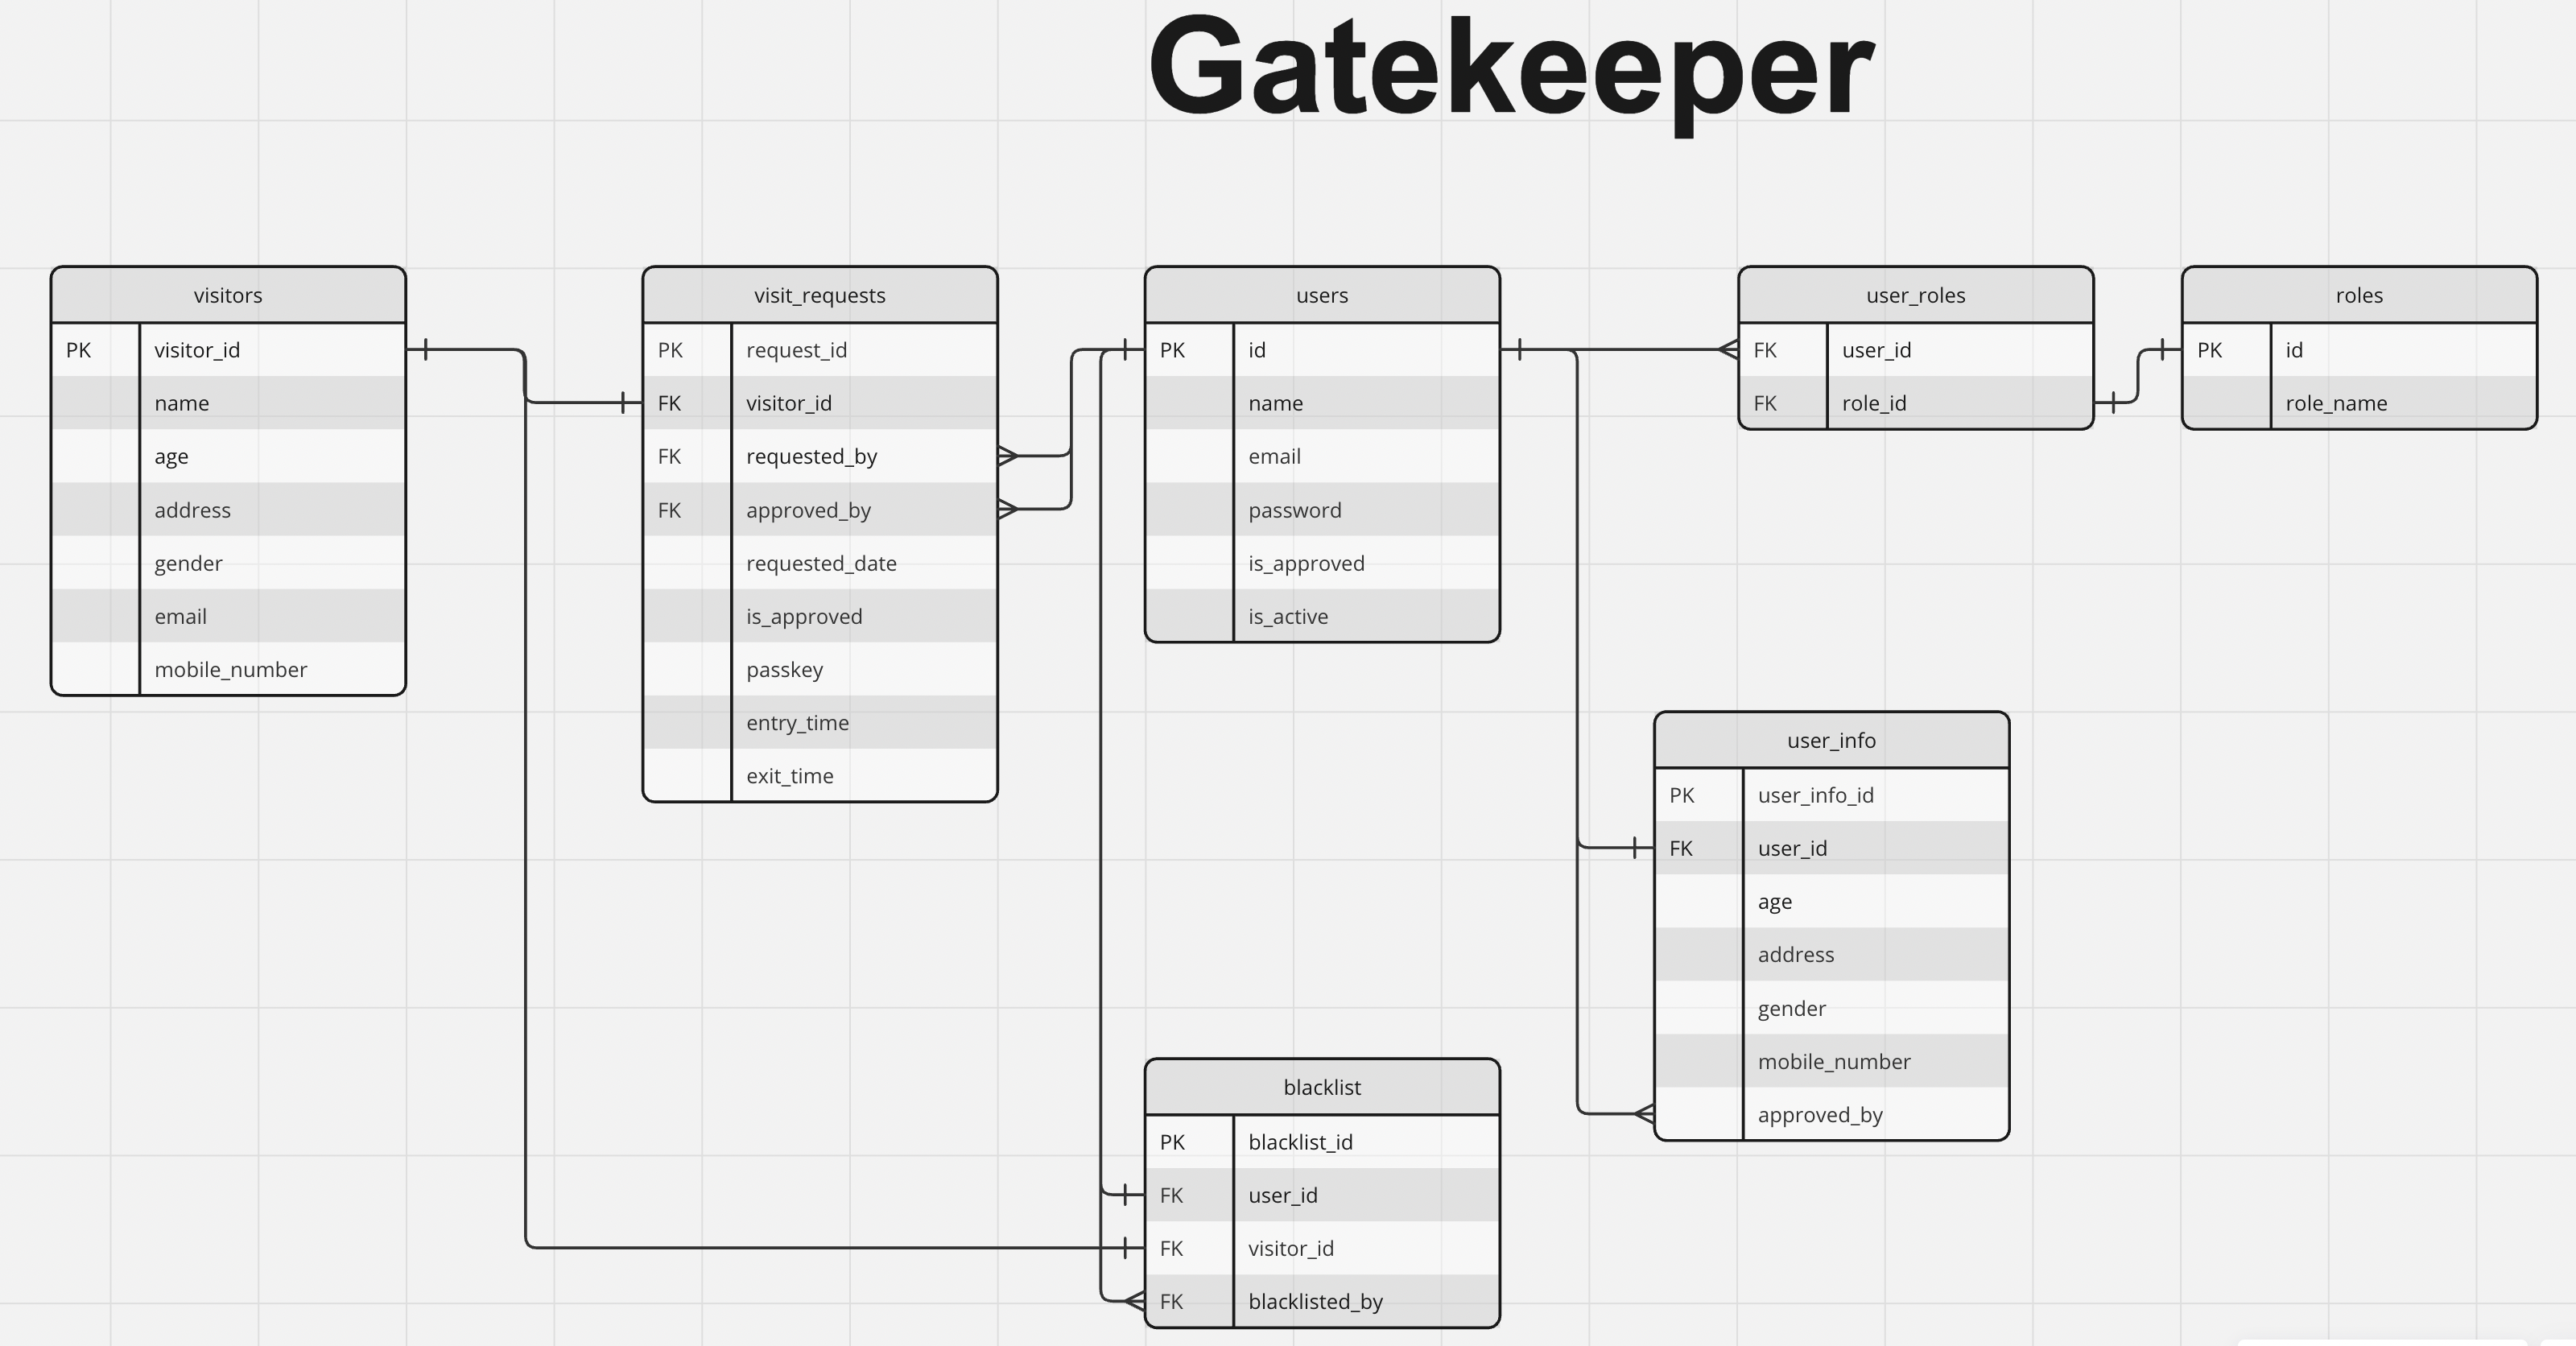 Gatekeeper
visitors
PK visitor_id
name
age
address
gender
email
mobile_number
visit_requests
PK request_id
FK visitor_id
FK requested_by
FK approved_by
requested_date
is_approved
passkey
entry_time
exit_time
users
PK id
name
email
password
is_approved
is_active
user_roles
FK user_id
FK role_id
roles
PK id
role_name
user_info
PK user_info_id
FK user_id
age
address
gender
mobile_number
approved_by
blacklist
PK blacklist_id
FK user_id
FK visitor_id
FK blacklisted_by